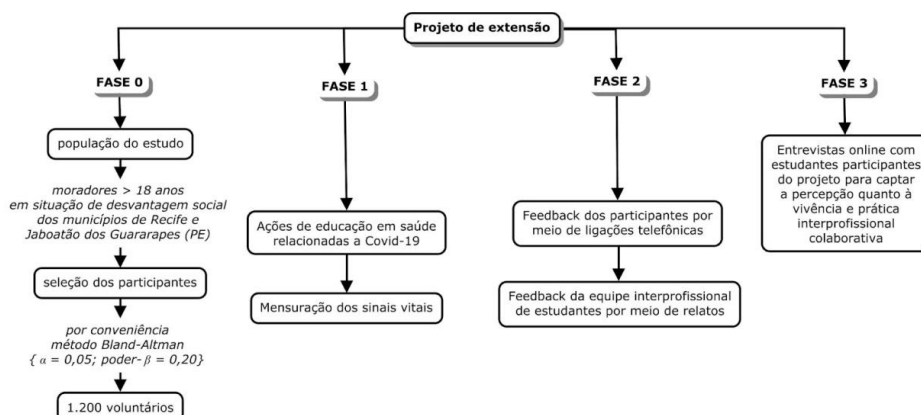 Projeto de extensão
FASE 0
população do estudo
moradores > 18 anos
em situação de desvantagem social
dos municípios de Recife e
Jaboatão dos Guararapes (PE)
seleção dos participantes
por conveniência
método Bland-Altman
{ α = 0,05; poder- β = 0,20}
1.200 voluntários
FASE 1
Ações de educação em saúde
relacionadas a Covid-19
Mensuração dos sinais vitais
FASE 2
Feedback dos participantes por
meio de ligações telefônicas
Feedback da equipe interprofissional
de estudantes por meio de relatos
FASE 3
Entrevistas online com
estudantes participantes
do projeto para captar
a percepção quanto à
vivência e prática
interprofissional
colaborativa